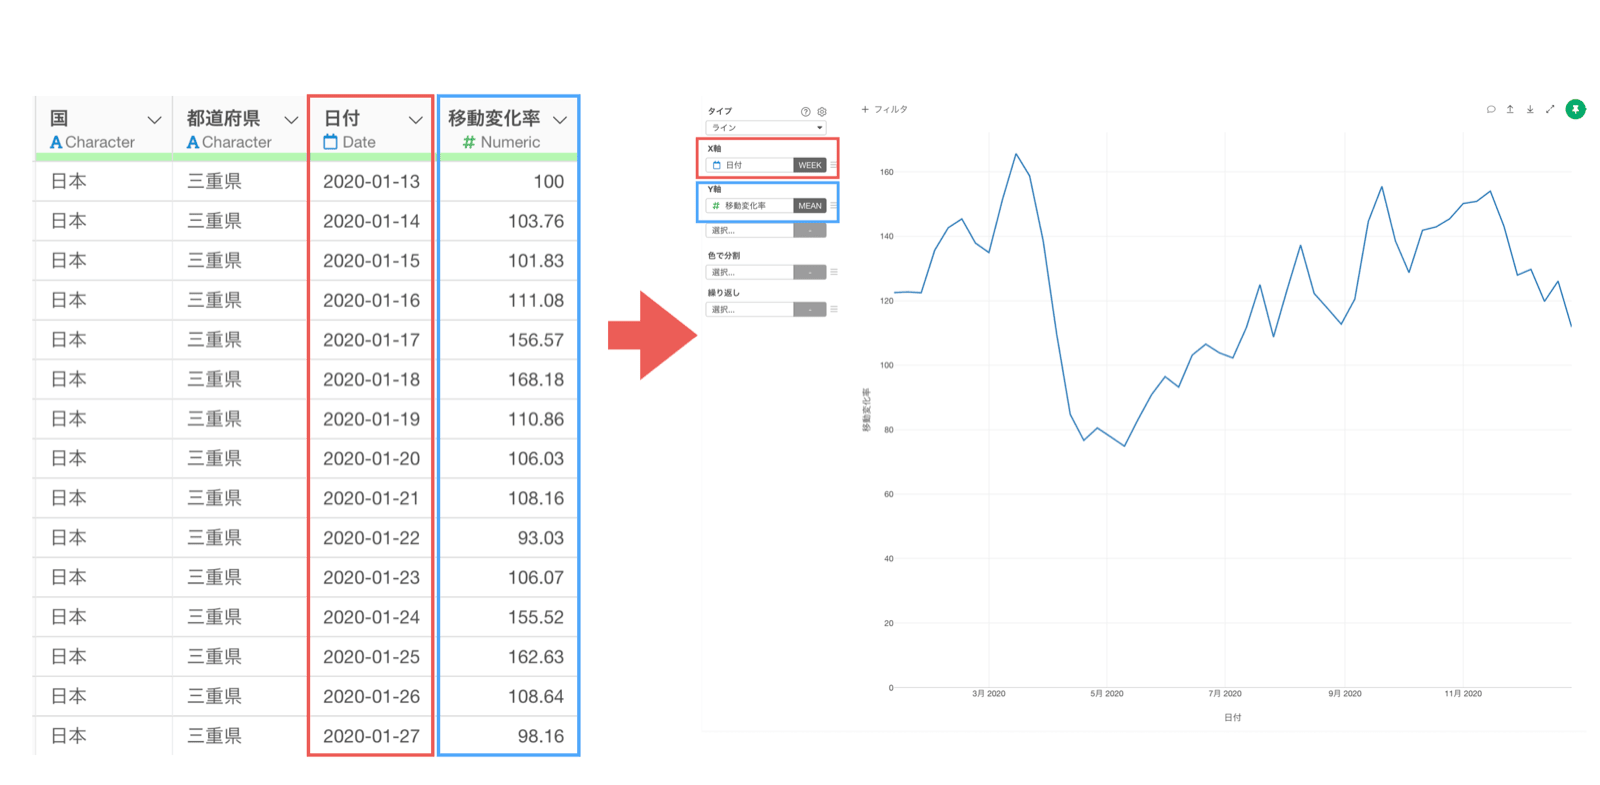 国 都道府県 日付 移動変化率
A Character A Character Date # Numeric
日本 三重県 2020-01-13 100
日本 三重県 2020-01-14 103.76
日本 三重県 2020-01-15 101.83
日本 三重県 2020-01-16 111.08
日本 三重県 2020-01-17 156.57
日本 三重県 2020-01-18 168.18
日本 三重県 2020-01-19 110.86
日本 三重県 2020-01-20 106.03
日本 三重県 2020-01-21 108.16
日本 三重県 2020-01-22 93.03
日本 三重県 2020-01-23 106.07
日本 三重県 2020-01-24 155.52
日本 三重県 2020-01-25 162.63
日本 三重県 2020-01-26 108.64
日本 三重県 2020-01-27 98.16
タイプ
ライン
X軸
日付 WEEK
Y軸
# 移動変化率 MEAN
選択... -
色で分割
選択... -
繰り返し
選択... -
+ フィルタ
160
140
120
100
80
60
40
20
0
移動変化率
3月 2020 5月 2020 7月 2020 9月 2020 11月 2020
日付